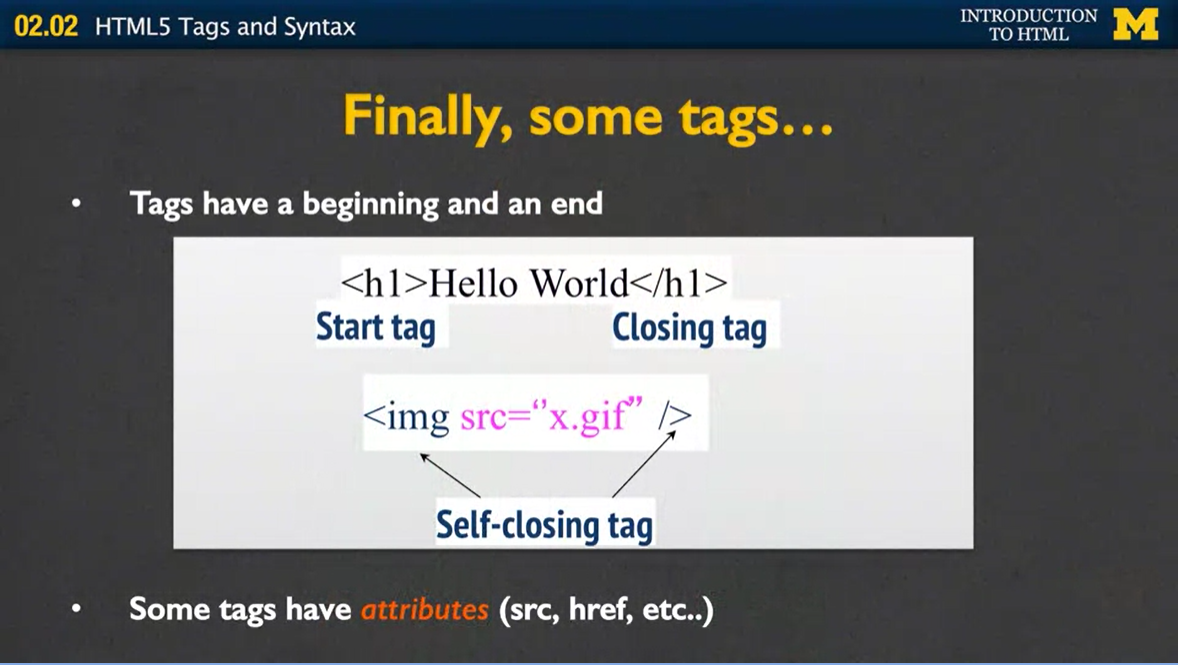 02.02 HTML5 Tags and Syntax
INTRODUCTION
TO HTML
M
Finally, some tags...
• Tags have a beginning and an end
<h1>Hello World</h1>
Start tag
Closing tag
<img src=‘’x.gif” />
Self-closing tag
• Some tags have attributes (src, href, etc..)